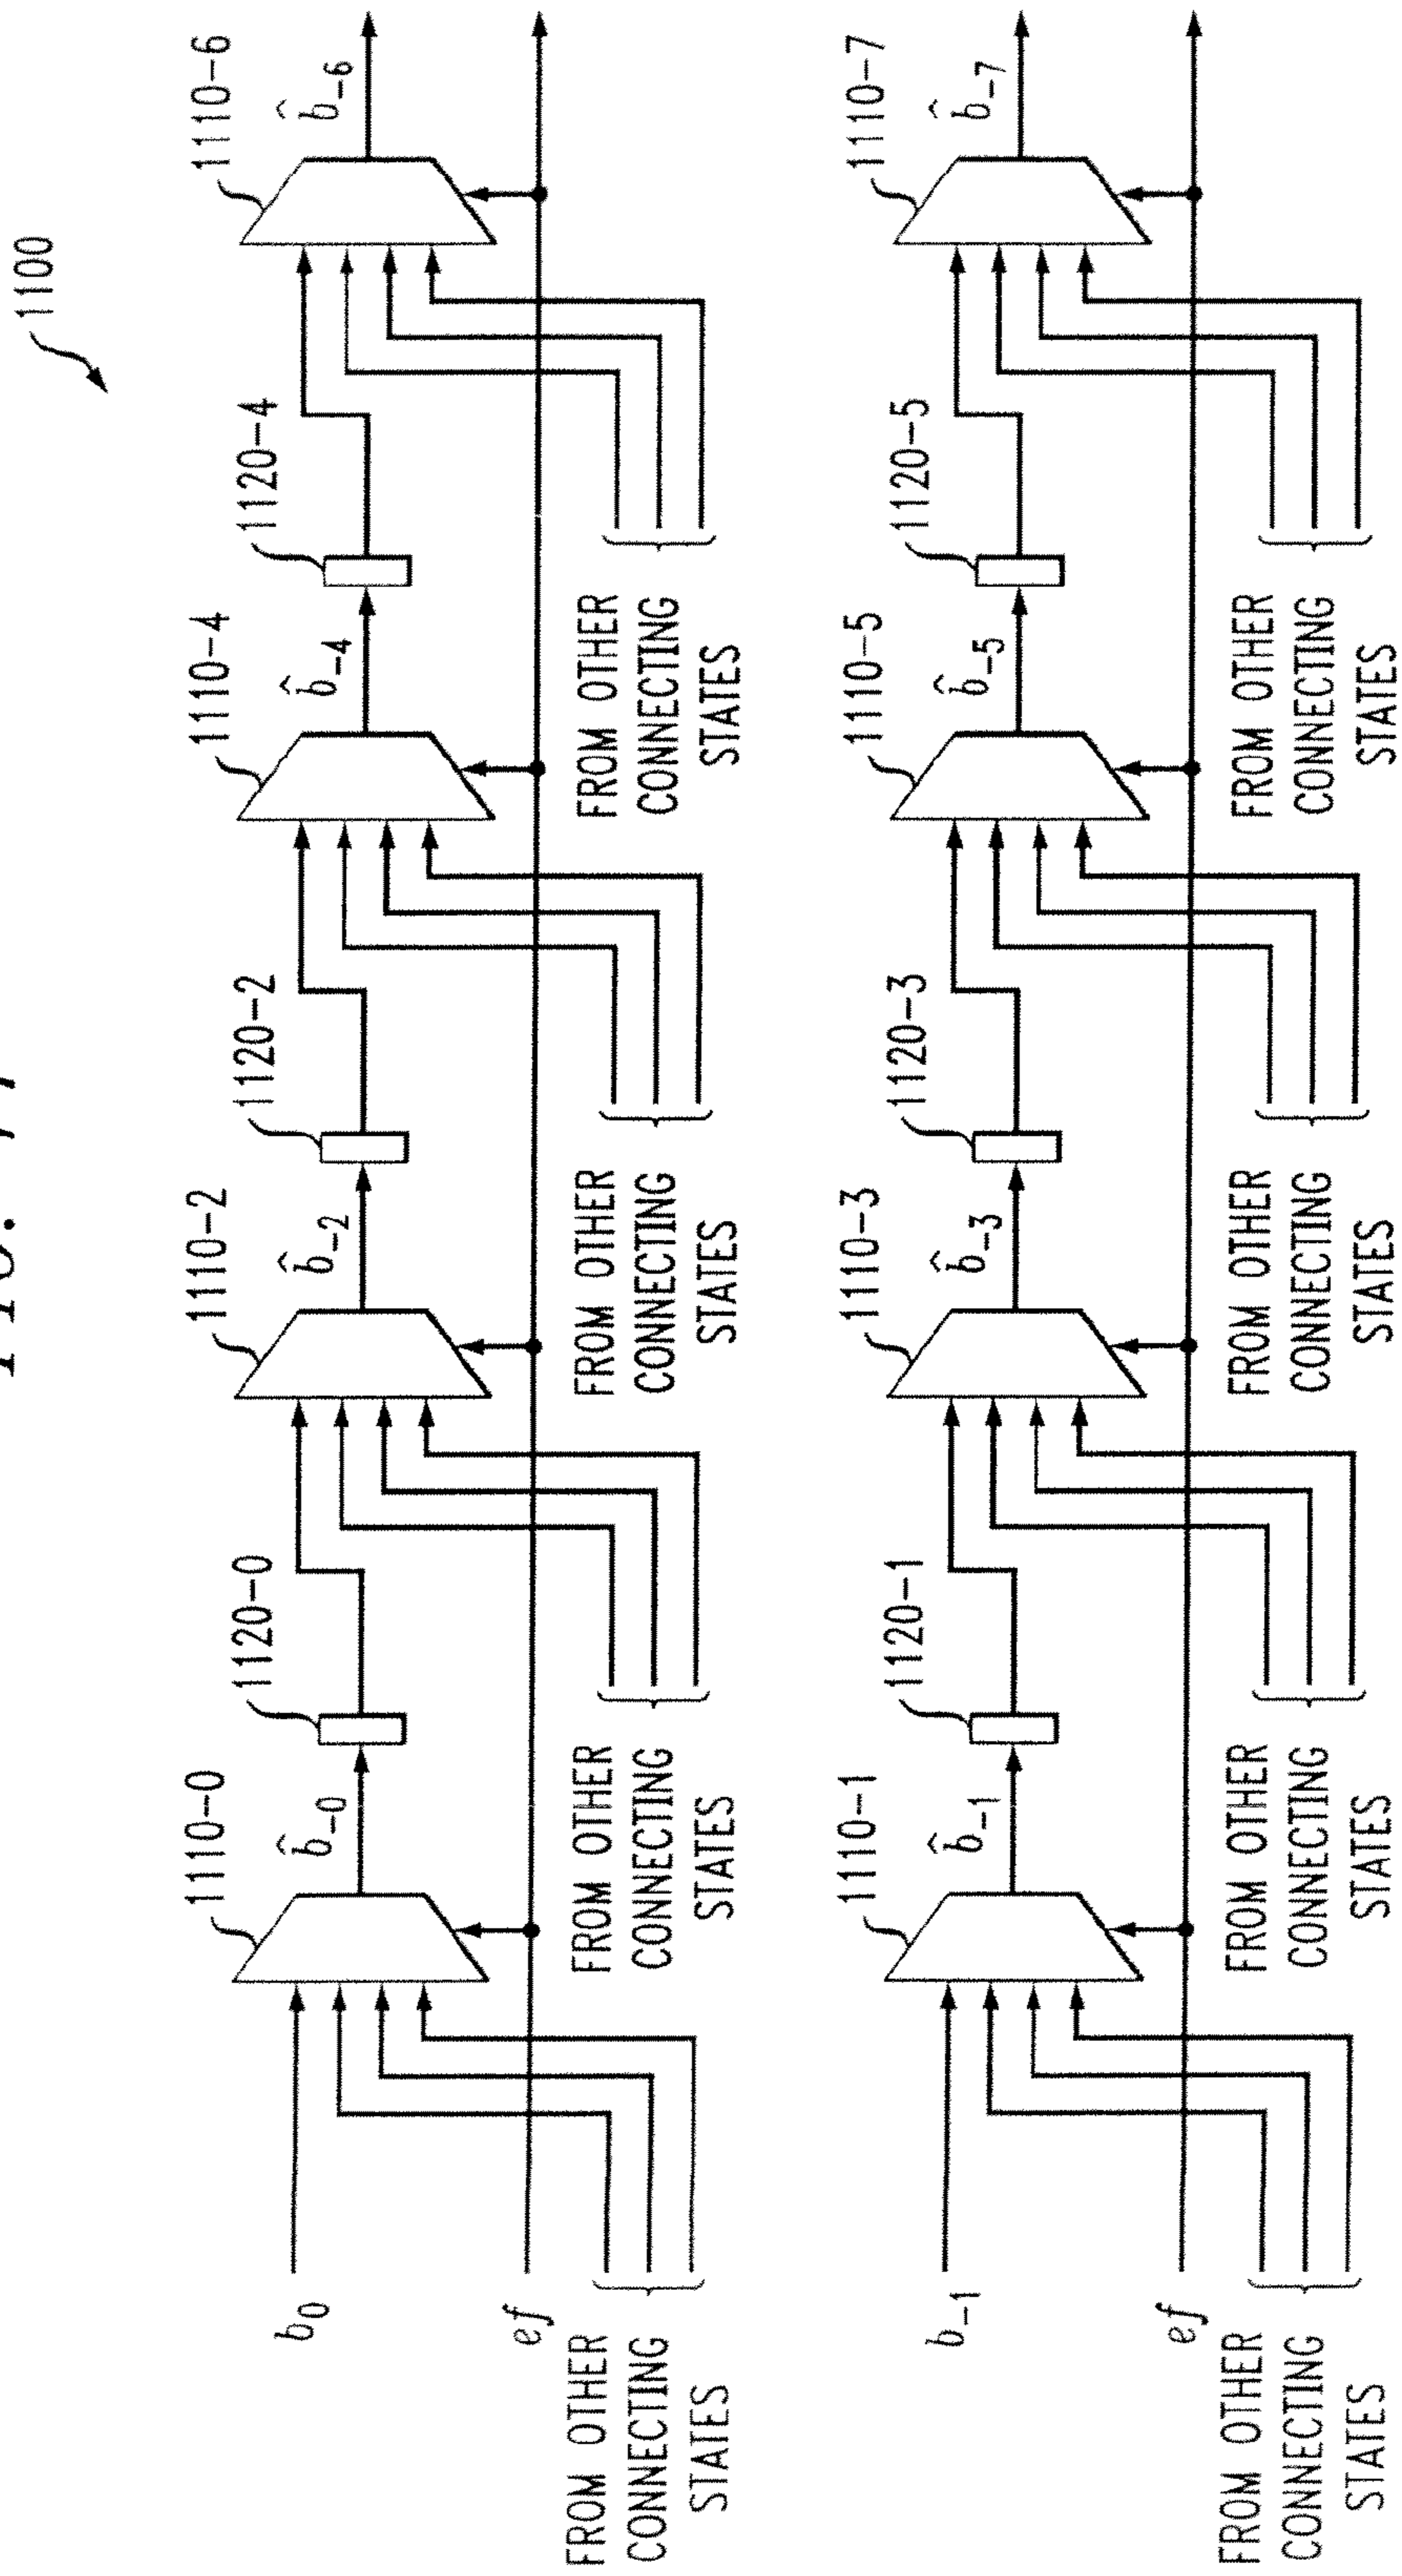 1100
1110-0
1120-0
1110-2
1120-2
1110-4
1120-4
1110-6
b̂₋₀
b̂₋₂
b̂₋₄
b̂₋₆
b₀
ef
FROM OTHER
CONNECTING
STATES
FROM OTHER
CONNECTING
STATES
FROM OTHER
CONNECTING
STATES
FROM OTHER
CONNECTING
STATES
1110-1
1120-1
1110-3
1120-3
1110-5
1120-5
1110-7
b̂₋₁
b̂₋₃
b̂₋₅
b̂₋₇
b₋₁
ef
FROM OTHER
CONNECTING
STATES
FROM OTHER
CONNECTING
STATES
FROM OTHER
CONNECTING
STATES
FROM OTHER
CONNECTING
STATES